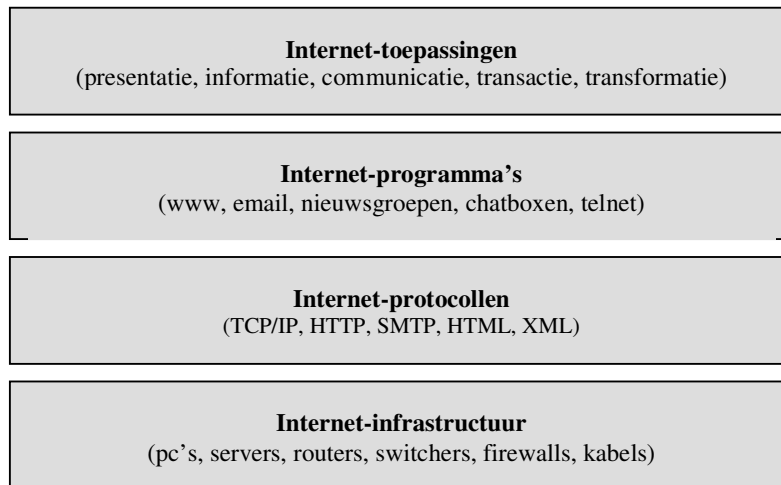 Internet-toepassingen
(presentatie, informatie, communicatie, transactie, transformatie)
Internet-programma’s
(www, email, nieuwsgroepen, chatboxen, telnet)
Internet-protocollen
(TCP/IP, HTTP, SMTP, HTML, XML)
Internet-infrastructuur
(pc’s, servers, routers, switchers, firewalls, kabels)